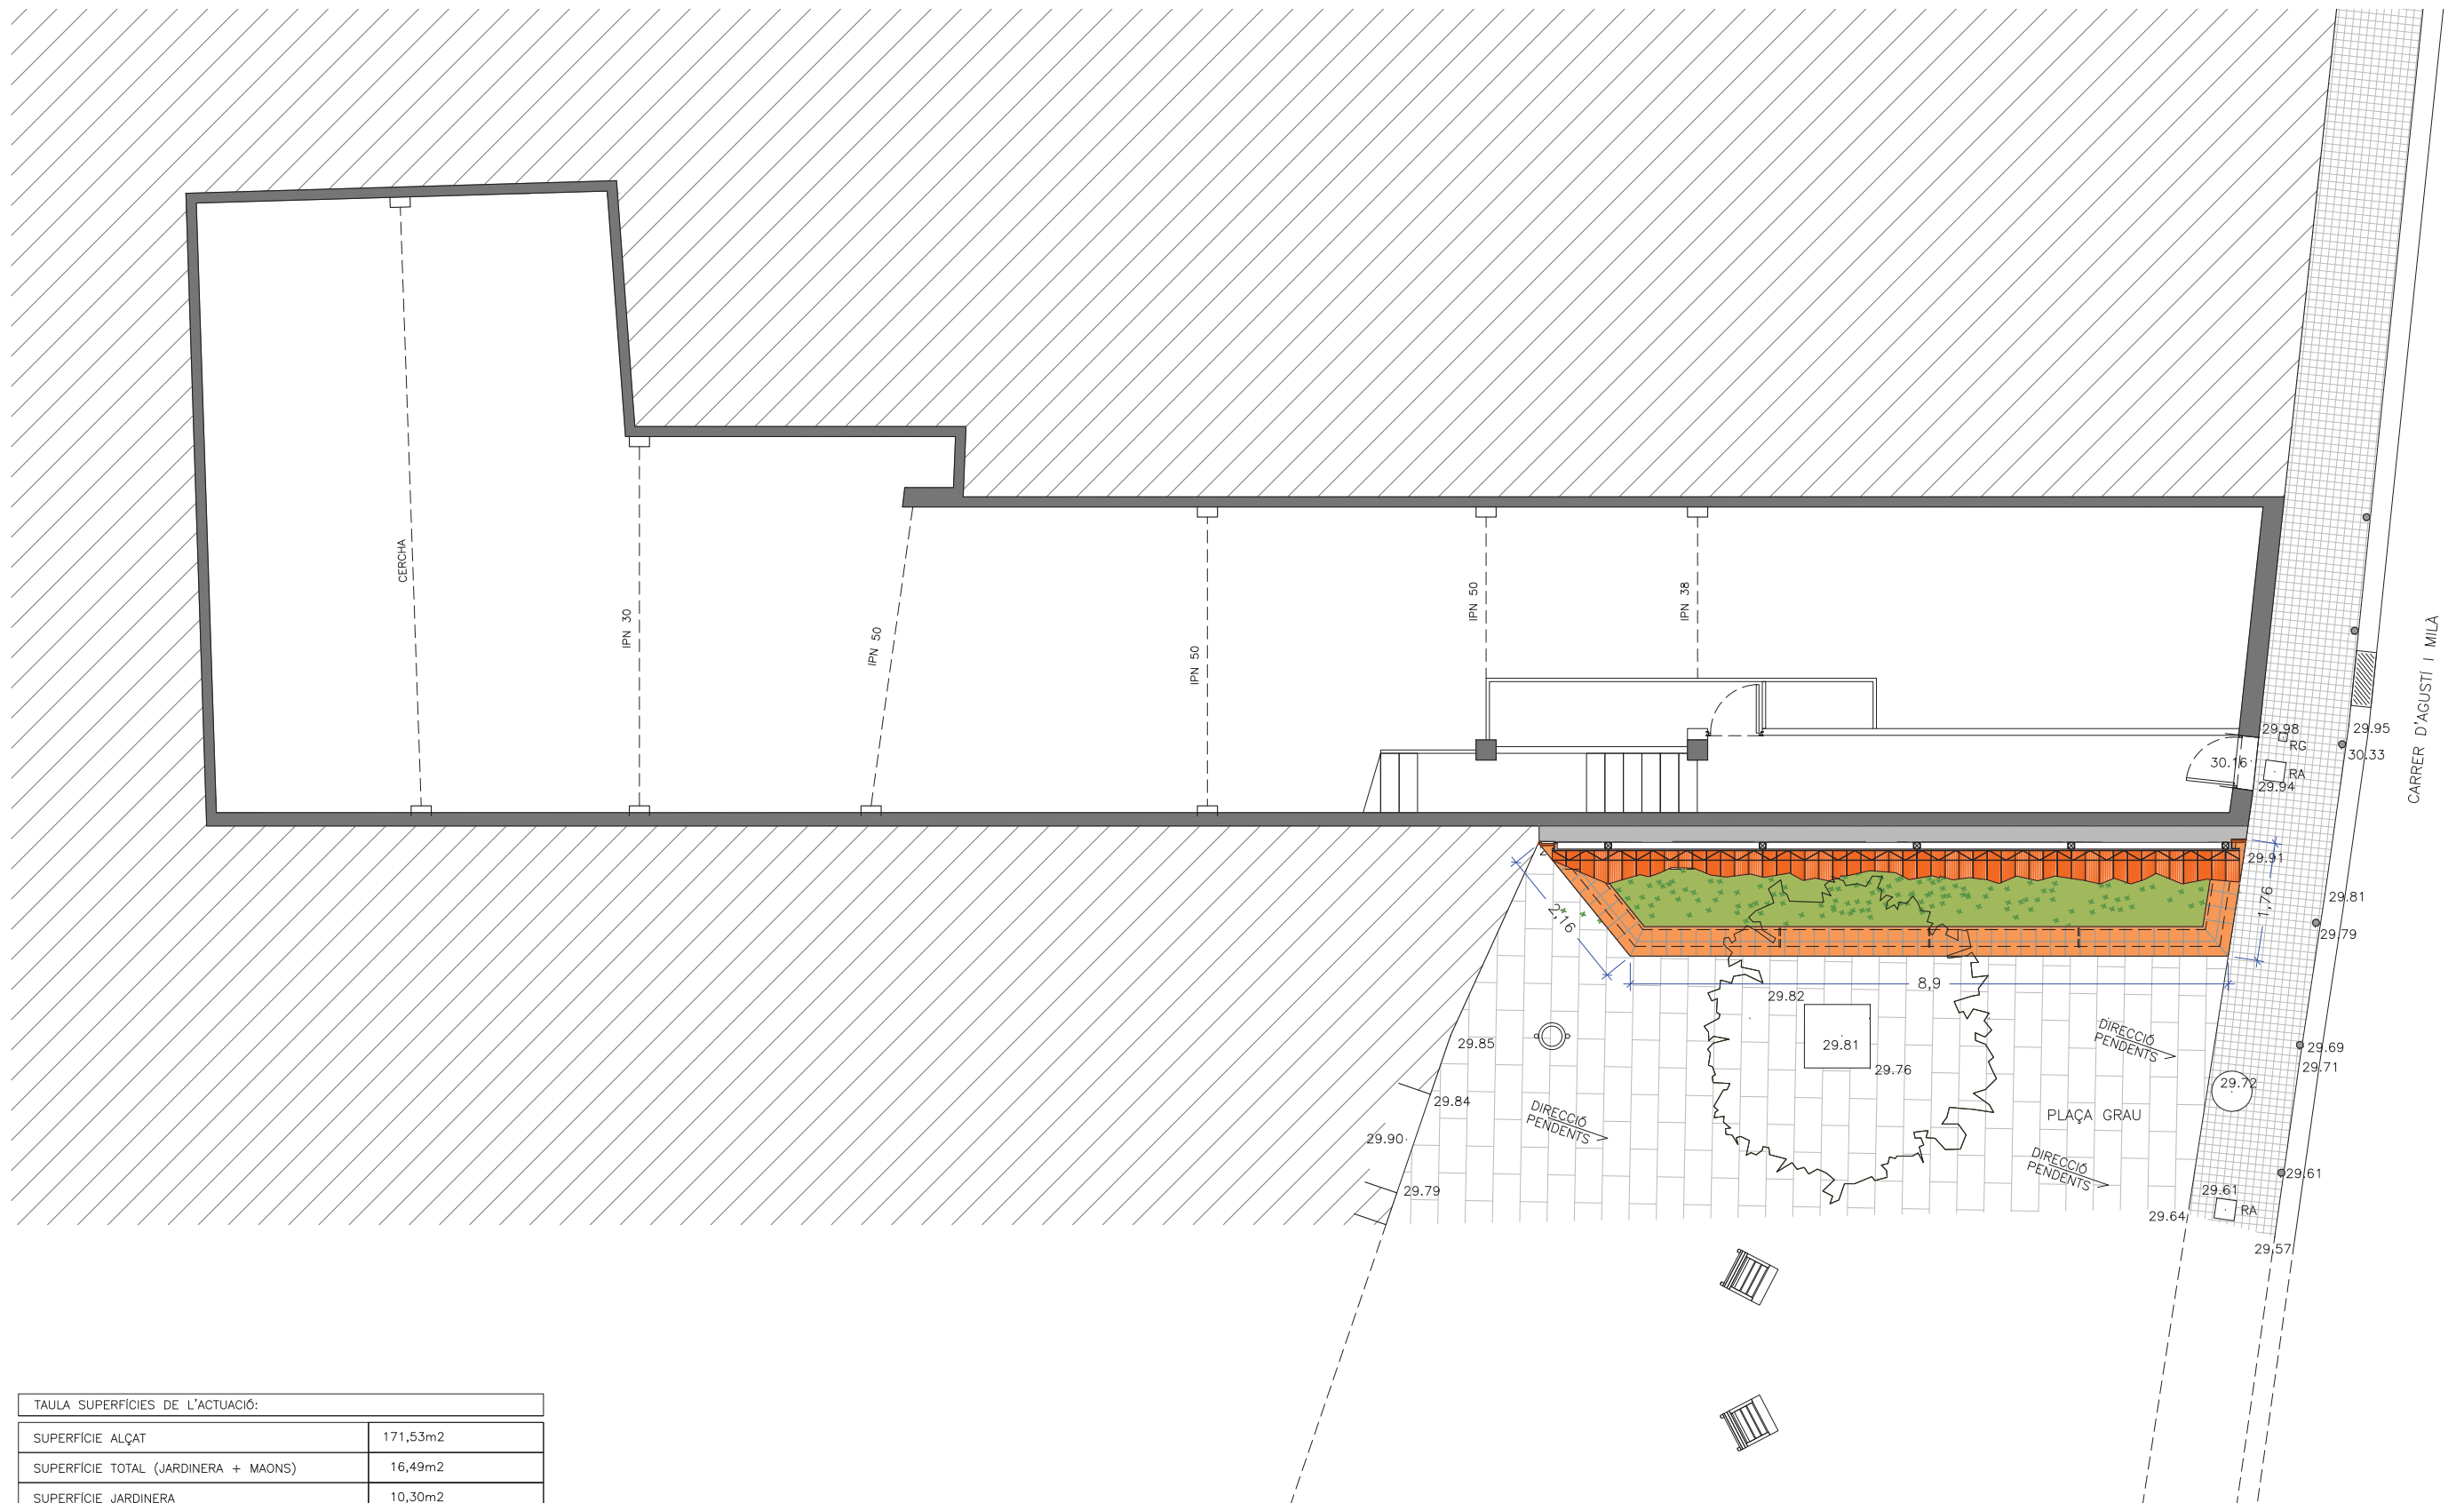 CERCHA
IPN 30
IPN 50
IPN 50
IPN 50
IPN 38
CARRER D'AGUSTÍ I MILÀ
29.98
29.95
RG
30.33
30.16
RA
29.94
29.91
1,76
29.81
29.79
2,16
8,9
29.82
29.81
29.76
29.85
29.84
29.90
29.79
DIRECCIÓ
PENDENTS
DIRECCIÓ
PENDENTS
29.69
29.71
29.72
PLAÇA GRAU
DIRECCIÓ
PENDENTS
29.61
29.61
RA
29.64
29.57
TAULA SUPERFÍCIES DE L'ACTUACIÓ:
SUPERFÍCIE ALÇAT 171,53m2
SUPERFÍCIE TOTAL (JARDINERA + MAONS) 16,49m2
SUPERFÍCIE JARDINERA 10,30m2